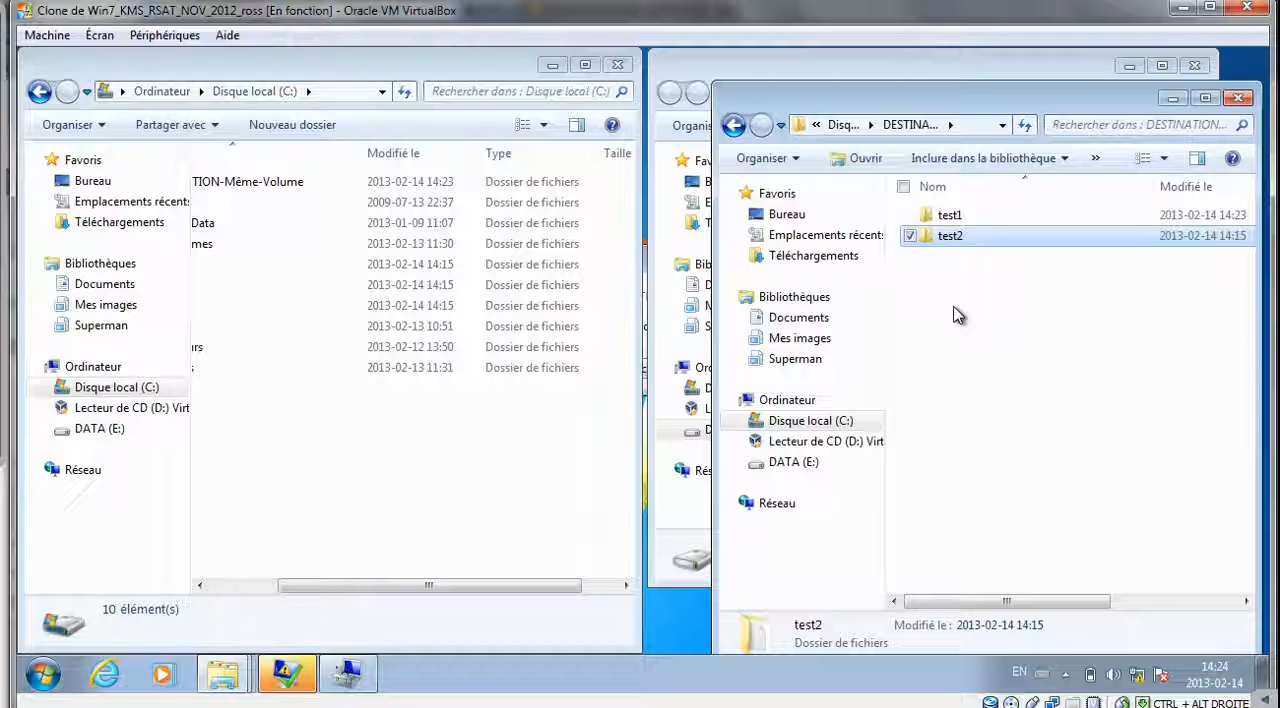 Clone de Win7_KMS_RSAT_NOV_2012_ross [En fonction] - Oracle VM VirtualBox
Machine Écran Périphériques Aide
Ordinateur Disque local (C:) Rechercher dans : Disque local (C:)
Organiser Partager avec Nouveau dossier
Modifié le Type Taille
Favoris
Bureau
Emplacements récent:
Téléchargements
Bibliothèques
Documents
Mes images
Superman
Ordinateur
Disque local (C:)
Lecteur de CD (D:) Virt
DATA (E:)
Réseau
TION-Même-Volume 2013-02-14 14:23 Dossier de fichiers
2009-07-13 22:37 Dossier de fichiers
Data 2013-01-09 11:07 Dossier de fichiers
mes 2013-02-13 11:30 Dossier de fichiers
2013-02-14 14:15 Dossier de fichiers
2013-02-14 14:15 Dossier de fichiers
2013-02-14 14:15 Dossier de fichiers
2013-02-13 10:51 Dossier de fichiers
rs 2013-02-12 13:50 Dossier de fichiers
2013-02-13 11:31 Dossier de fichiers
10 élément(s)
Organis
Fav
Bib
Rés
« Disq... DESTINA... Rechercher dans : DESTINATION...
Organiser Ouvrir Inclure dans la bibliothèque »
Nom Modifié le
Favoris
Bureau
Emplacements récent:
Téléchargements
Bibliothèques
Documents
Mes images
Superman
Ordinateur
Disque local (C:)
Lecteur de CD (D:) Virt
DATA (E:)
Réseau
test1 2013-02-14 14:23
test2 2013-02-14 14:15
test2 Modifié le : 2013-02-14 14:15
Dossier de fichiers
EN 14:24
2013-02-14
CTRL + ALT DROITE